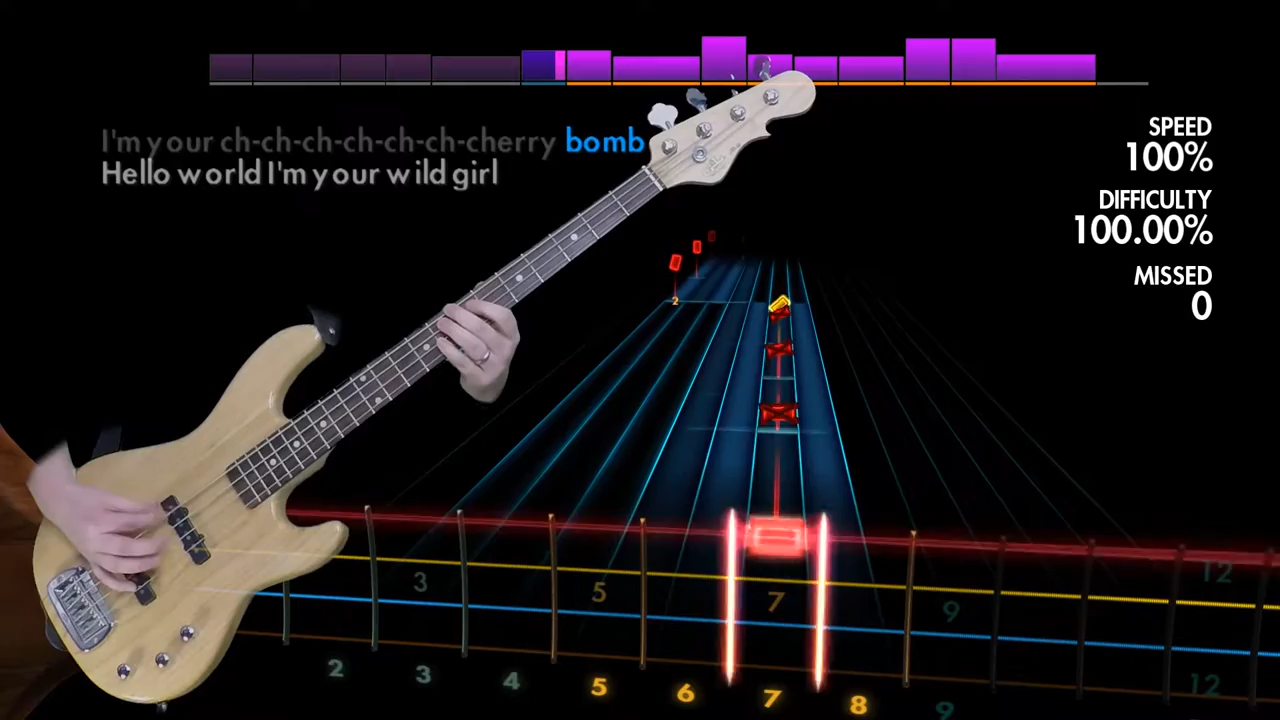 I'm your ch-ch-ch-ch-ch-ch-cherry bomb
Hello world I'm your wild girl
SPEED
100%
DIFFICULTY
100.00%
MISSED
0
2
3 5 7 9 12
2 3 4 5 6 7 8 9 12